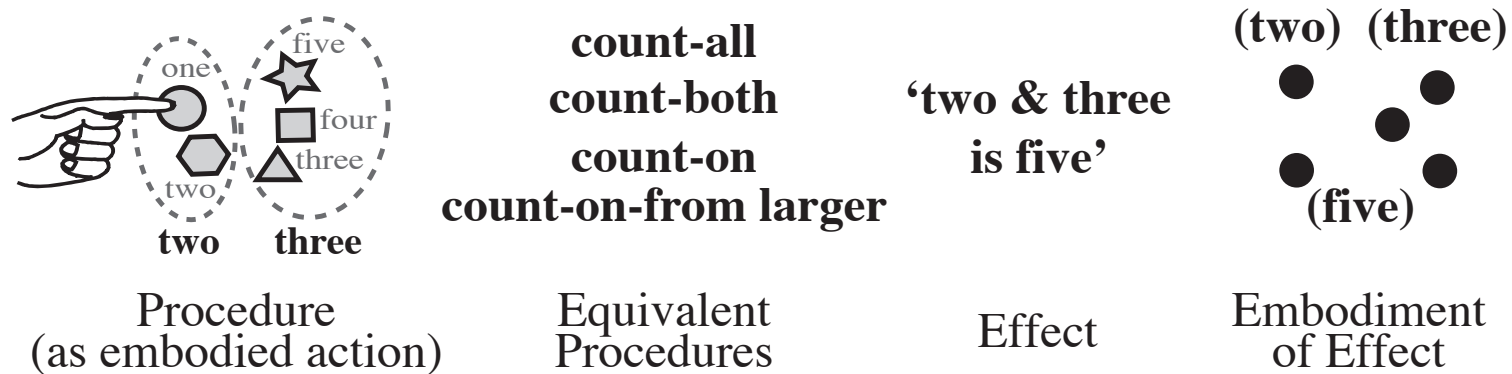 one
two
five
four
three
two three
Procedure
(as embodied action)
count-all
count-both
count-on
count-on-from larger
Equivalent
Procedures
‘two & three
is five’
Effect
(two) (three)
(five)
Embodiment
of Effect